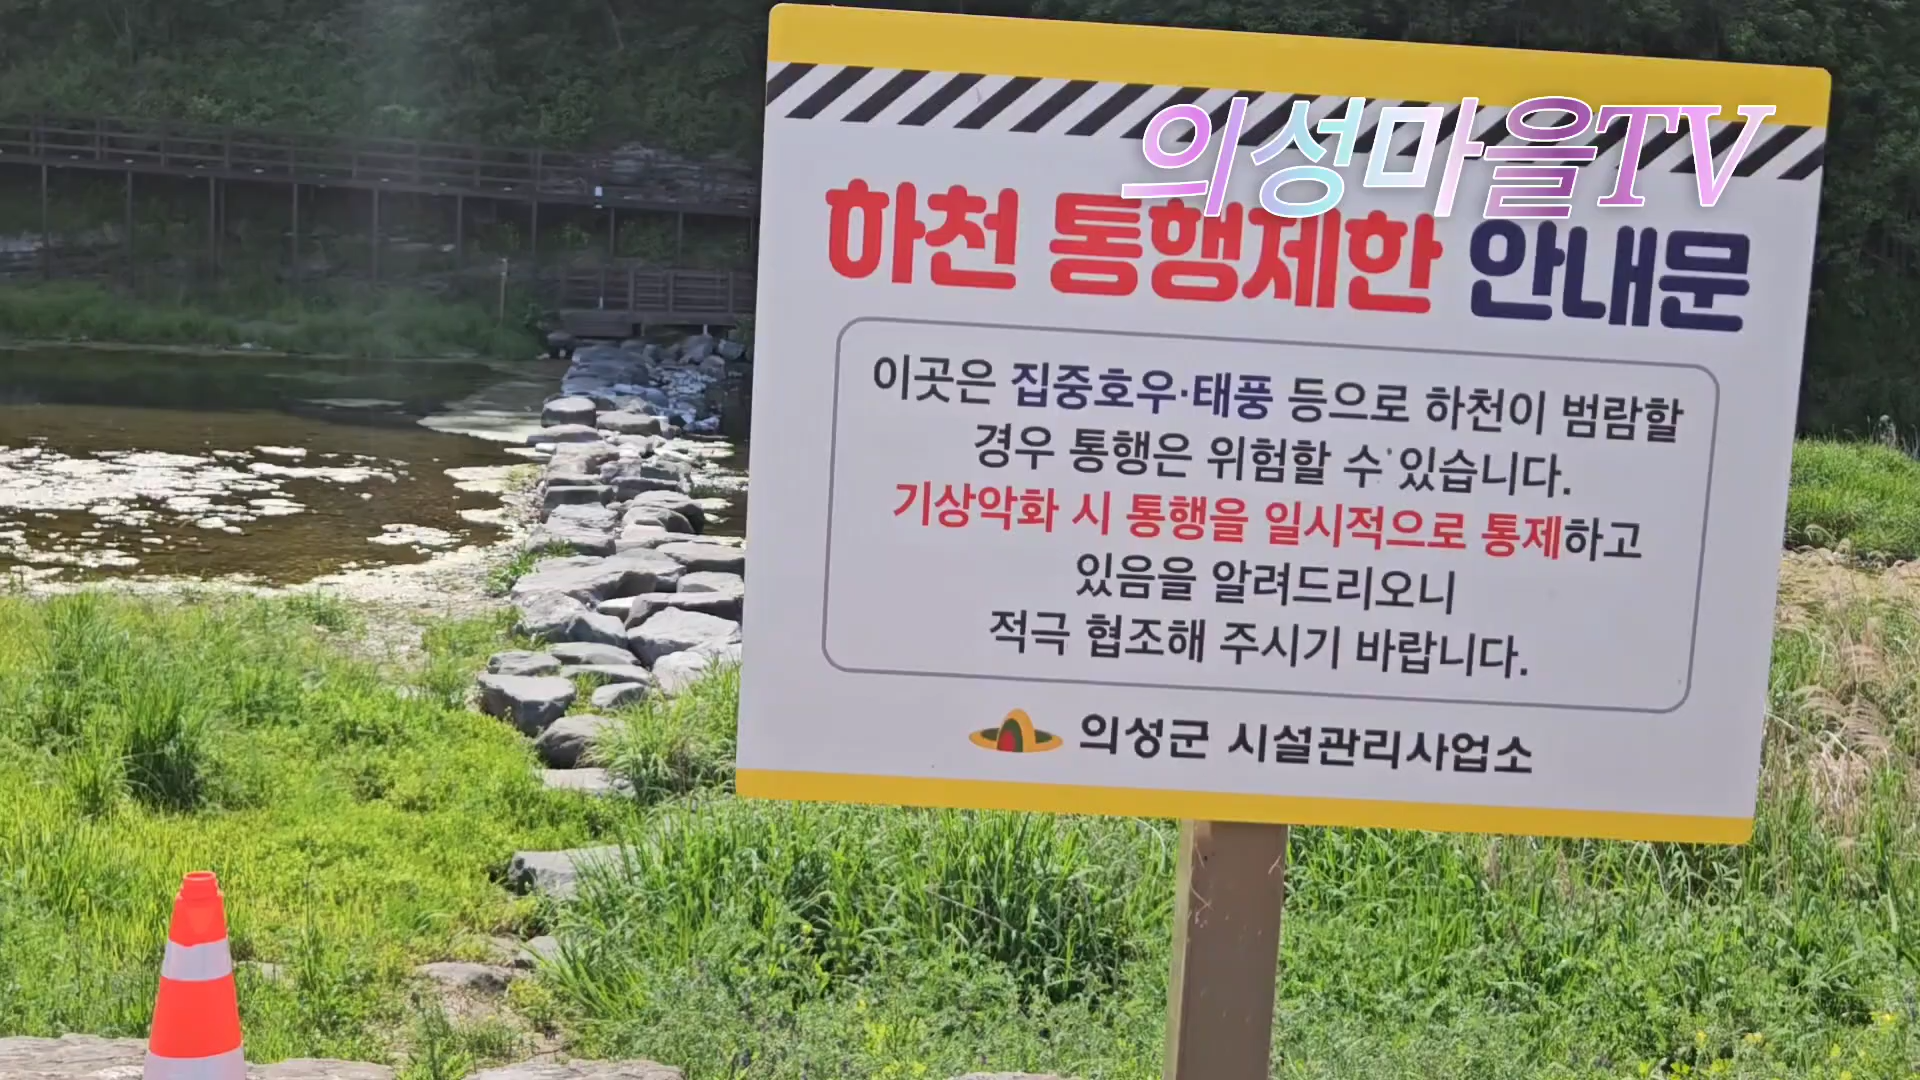 의성마을TV
하천 통행제한 안내문
이곳은 집중호우·태풍 등으로 하천이 범람할
경우 통행은 위험할 수 있습니다.
기상악화 시 통행을 일시적으로 통제하고
있음을 알려드리오니
적극 협조해 주시기 바랍니다.
의성군 시설관리사업소